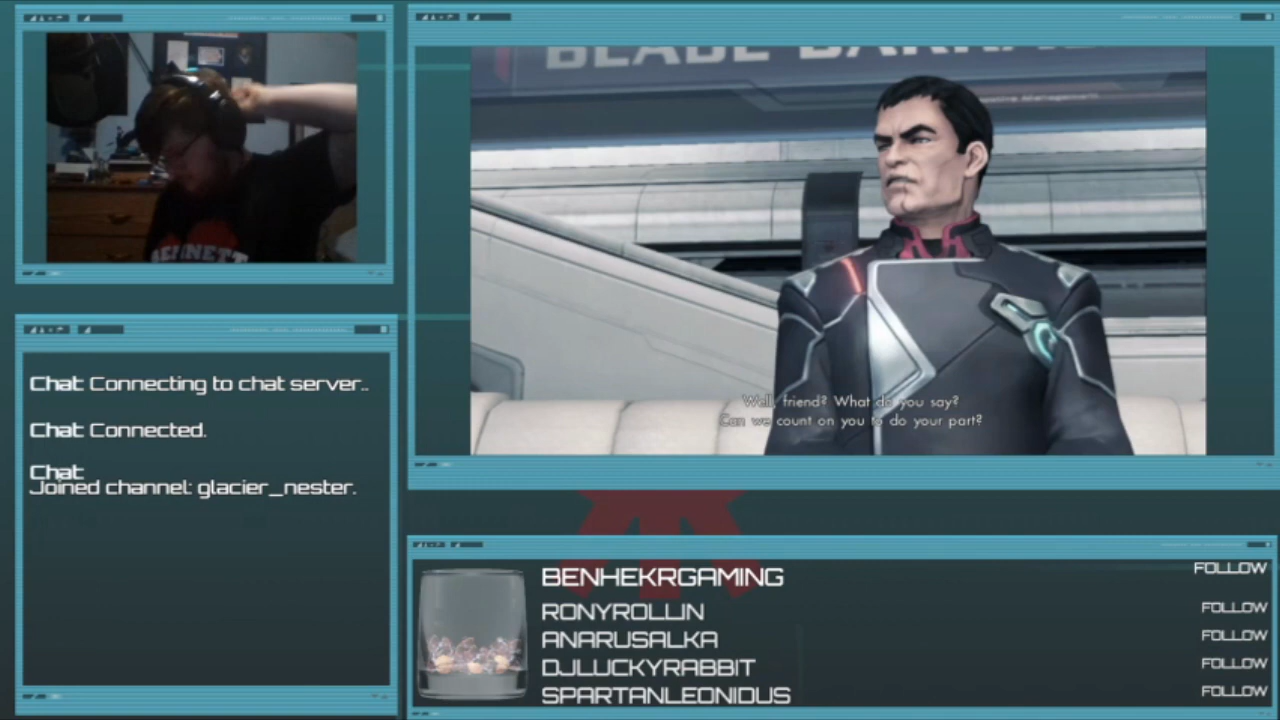 BENNETT
Chat: Connecting to chat server..
Chat: Connected.
Chat:
Joined channel: glacier_nester.
Well, friend? What do you say?
Can we count on you to do your part?
BENHEKRGAMING FOLLOW
RONYROLLIN FOLLOW
ANARUSALKA FOLLOW
DJLUCKYRABBIT FOLLOW
SPARTANLEONIDUS FOLLOW